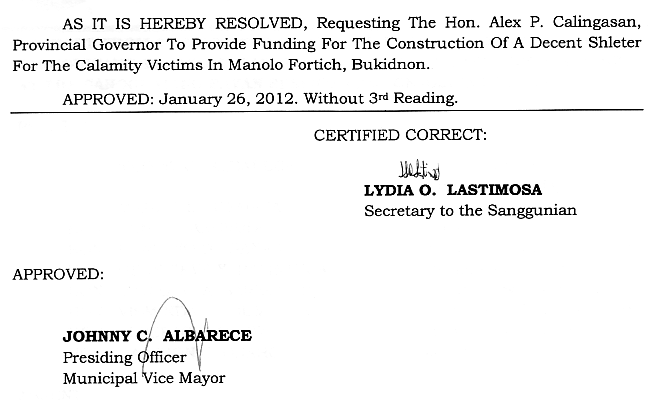 AS IT IS HEREBY RESOLVED, Requesting The Hon. Alex P. Calingasan,
Provincial Governor To Provide Funding For The Construction Of A Decent Shleter
For The Calamity Victims In Manolo Fortich, Bukidnon.
APPROVED: January 26, 2012. Without 3rd Reading.
CERTIFIED CORRECT:
LYDIA O. LASTIMOSA
Secretary to the Sanggunian
APPROVED:
JOHNNY C. ALBARECE
Presiding Officer
Municipal Vice Mayor